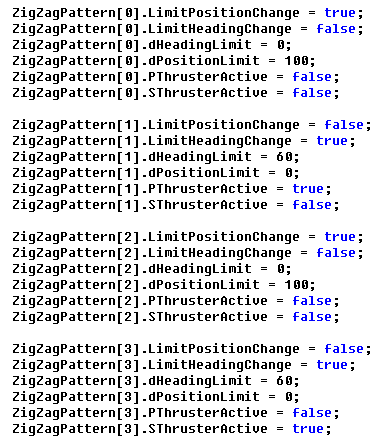 ZigZagPattern[0].LimitPositionChange = true;
ZigZagPattern[0].LimitHeadingChange = false;
ZigZagPattern[0].dHeadingLimit = 0;
ZigZagPattern[0].dPositionLimit = 100;
ZigZagPattern[0].PThrusterActive = false;
ZigZagPattern[0].SThrusterActive = false;
ZigZagPattern[1].LimitPositionChange = false;
ZigZagPattern[1].LimitHeadingChange = true;
ZigZagPattern[1].dHeadingLimit = 60;
ZigZagPattern[1].dPositionLimit = 0;
ZigZagPattern[1].PThrusterActive = true;
ZigZagPattern[1].SThrusterActive = false;
ZigZagPattern[2].LimitPositionChange = true;
ZigZagPattern[2].LimitHeadingChange = false;
ZigZagPattern[2].dHeadingLimit = 0;
ZigZagPattern[2].dPositionLimit = 100;
ZigZagPattern[2].PThrusterActive = false;
ZigZagPattern[2].SThrusterActive = false;
ZigZagPattern[3].LimitPositionChange = false;
ZigZagPattern[3].LimitHeadingChange = true;
ZigZagPattern[3].dHeadingLimit = 60;
ZigZagPattern[3].dPositionLimit = 0;
ZigZagPattern[3].PThrusterActive = false;
ZigZagPattern[3].SThrusterActive = true;